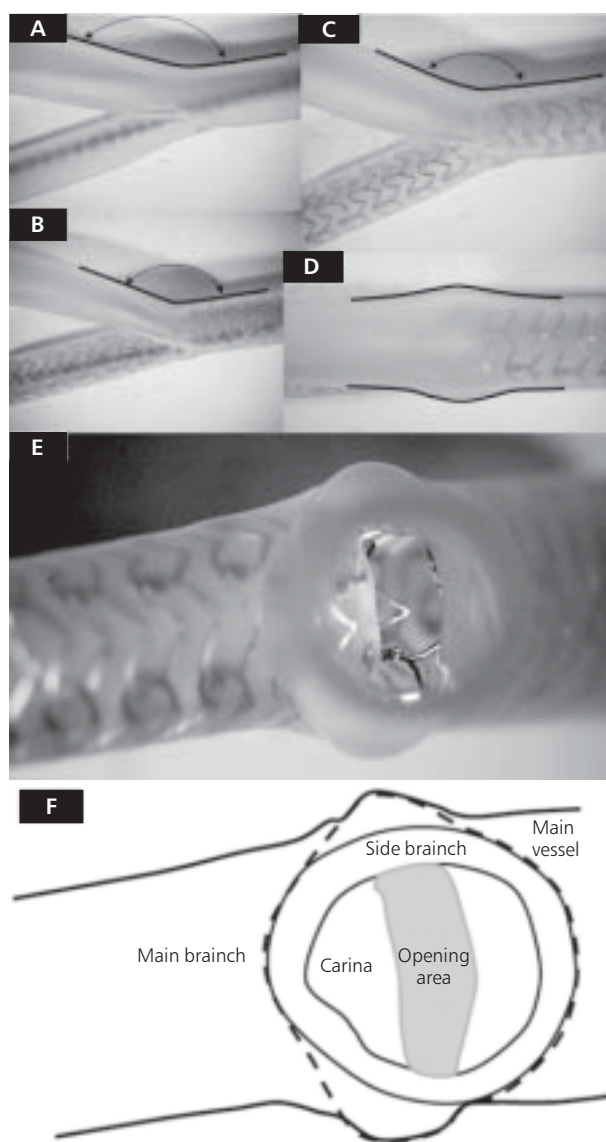 A
C
B
D
E
F
Side brainch
Main
vessel
Main brainch
Carina
Opening
area